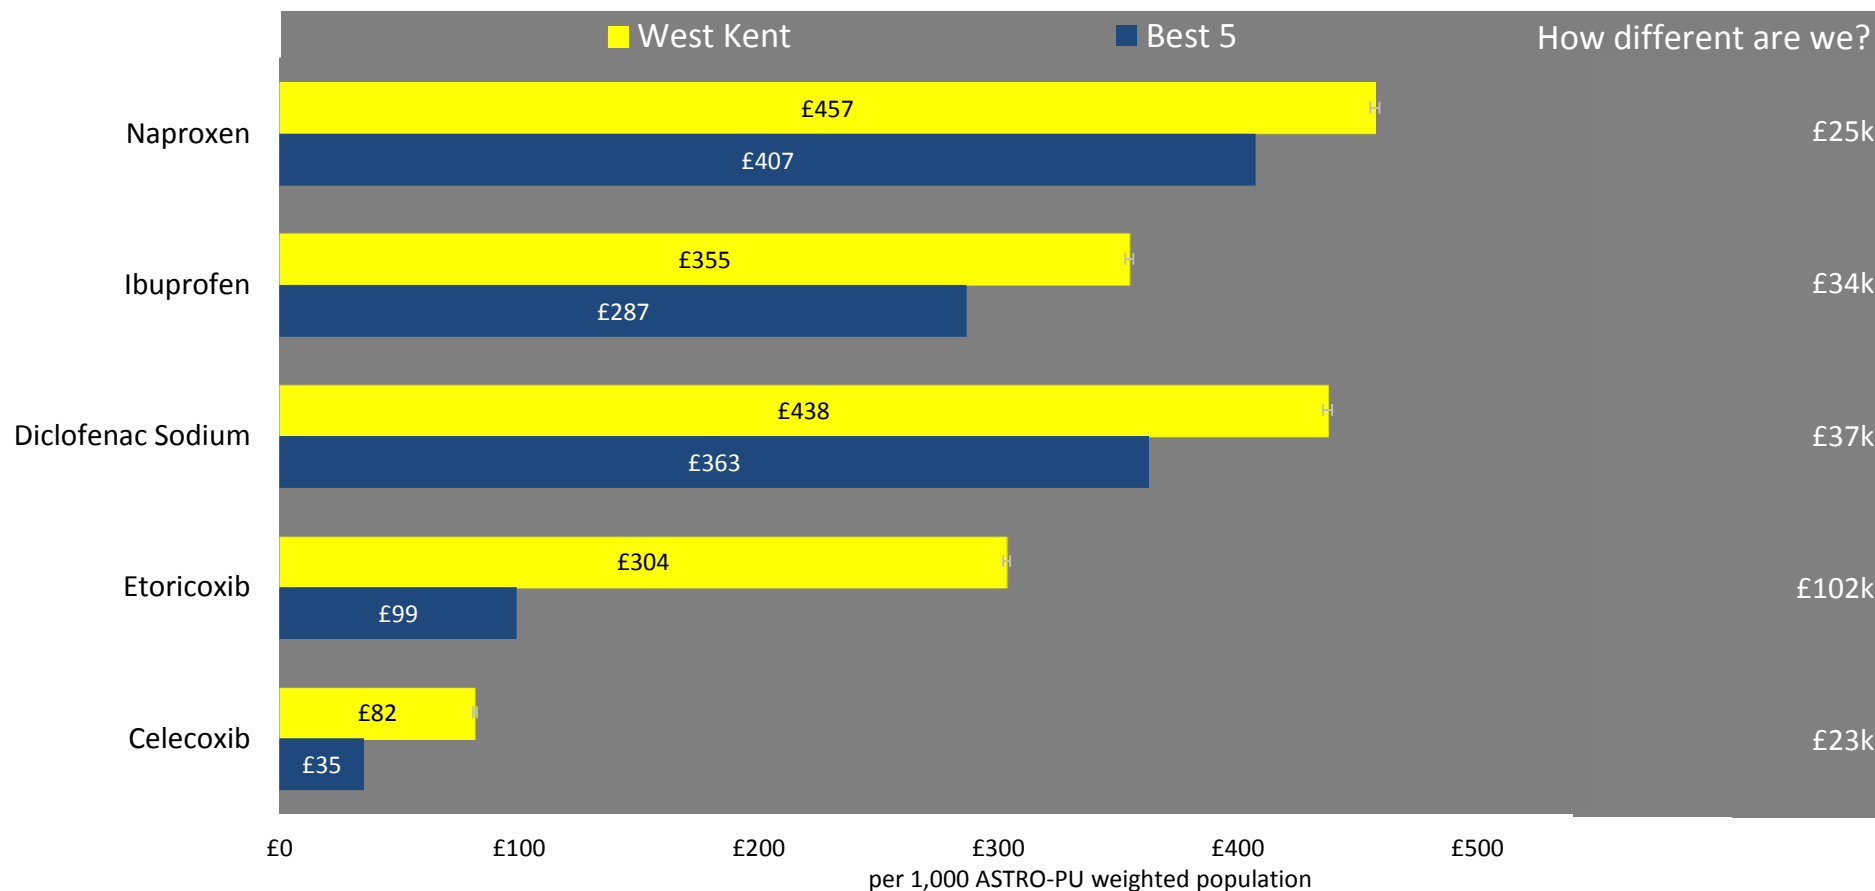 West Kent Best 5 How different are we?
Naproxen £457 £407 £25k
Ibuprofen £355 £287 £34k
Diclofenac Sodium £438 £363 £37k
Etoricoxib £304 £99 £102k
Celecoxib £82 £35 £23k
£0 £100 £200 £300 £400 £500
per 1,000 ASTRO-PU weighted population